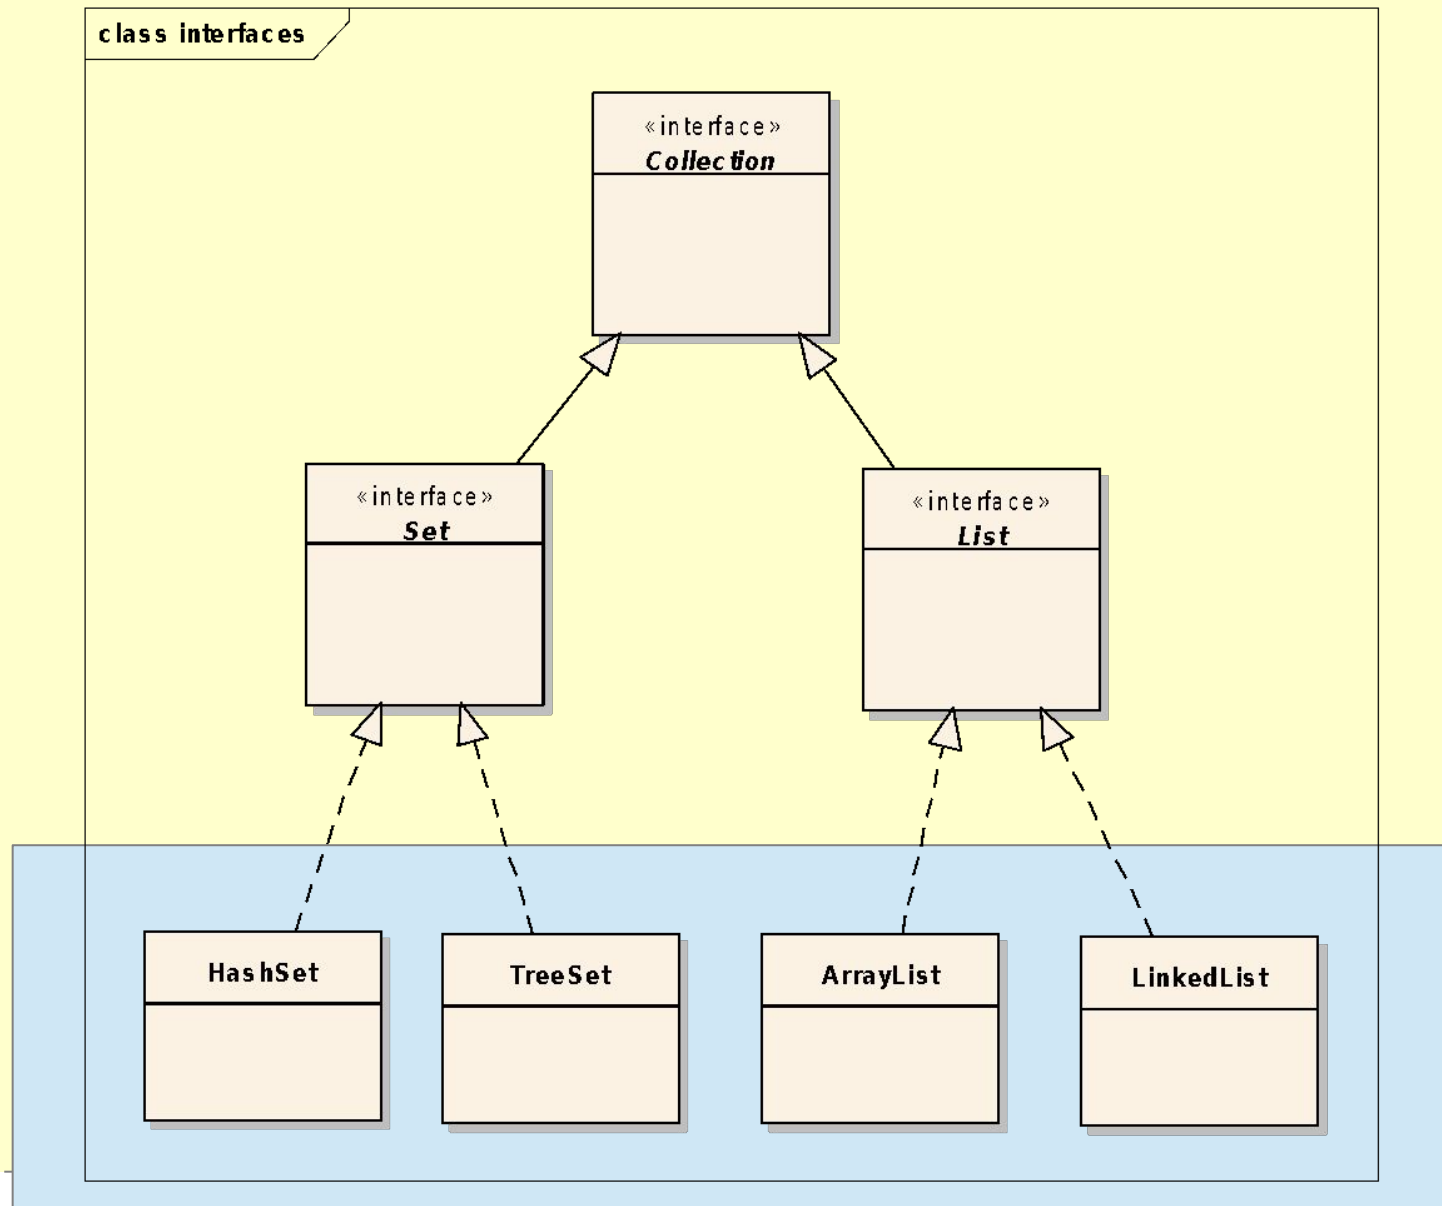 class interfaces
«interface»
Collection
«interface»
Set
«interface»
List
HashSet
TreeSet
ArrayList
LinkedList